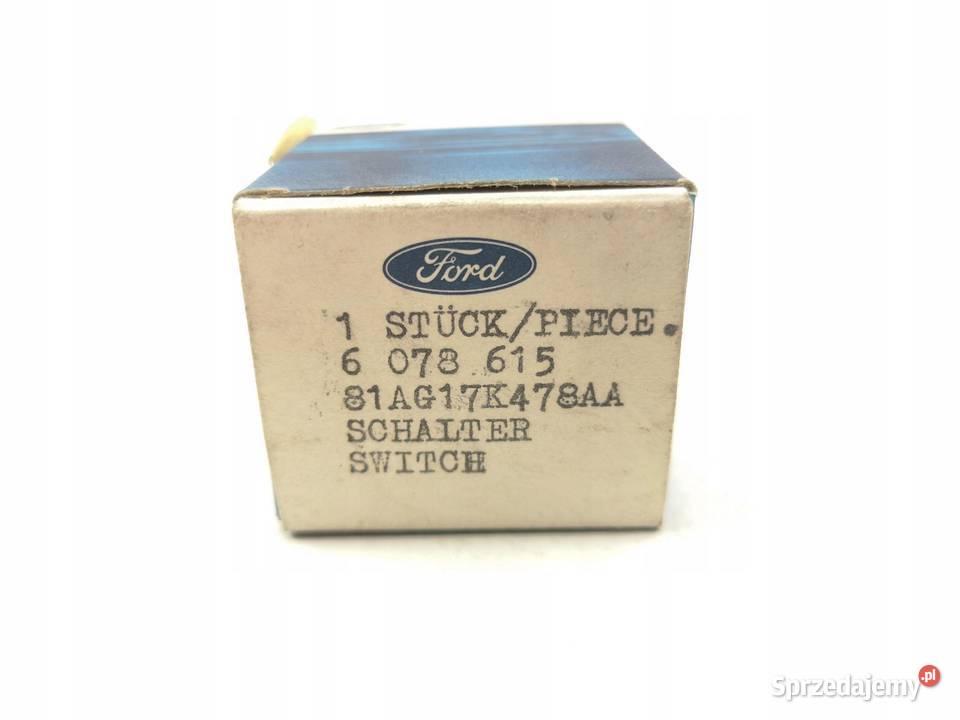 Ford
1 STÜCK/PIECE.
6 078 615
81AG17K478AA
SCHALTER
SWITCH
Sprzedajemy.pl